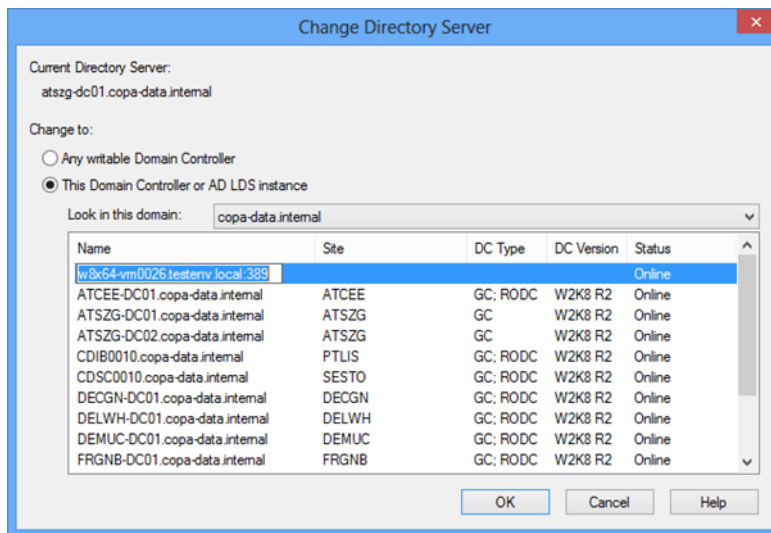 Change Directory Server
Current Directory Server:
atszg-dc01.copa-data.internal
Change to:
Any writable Domain Controller
This Domain Controller or AD LDS instance
Look in this domain: copa-data.internal
Name Site DC Type DC Version Status
w8x64-vm0026.testenv.local:389 Online
ATCEE-DC01.copa-data.internal ATCEE GC; RODC W2K8 R2 Online
ATSZG-DC01.copa-data.internal ATSZG GC W2K8 R2 Online
ATSZG-DC02.copa-data.internal ATSZG GC W2K8 R2 Online
CDIB0010.copa-data.internal PTLIS GC; RODC W2K8 R2 Online
CDSC0010.copa-data.internal SESTO GC; RODC W2K8 R2 Online
DECGN-DC01.copa-data.internal DECGN GC; RODC W2K8 R2 Online
DELWH-DC01.copa-data.internal DELWH GC; RODC W2K8 R2 Online
DEMUC-DC01.copa-data.internal DEMUC GC; RODC W2K8 R2 Online
FRGNB-DC01.copa-data.internal FRGNB GC; RODC W2K8 R2 Online
OK Cancel Help